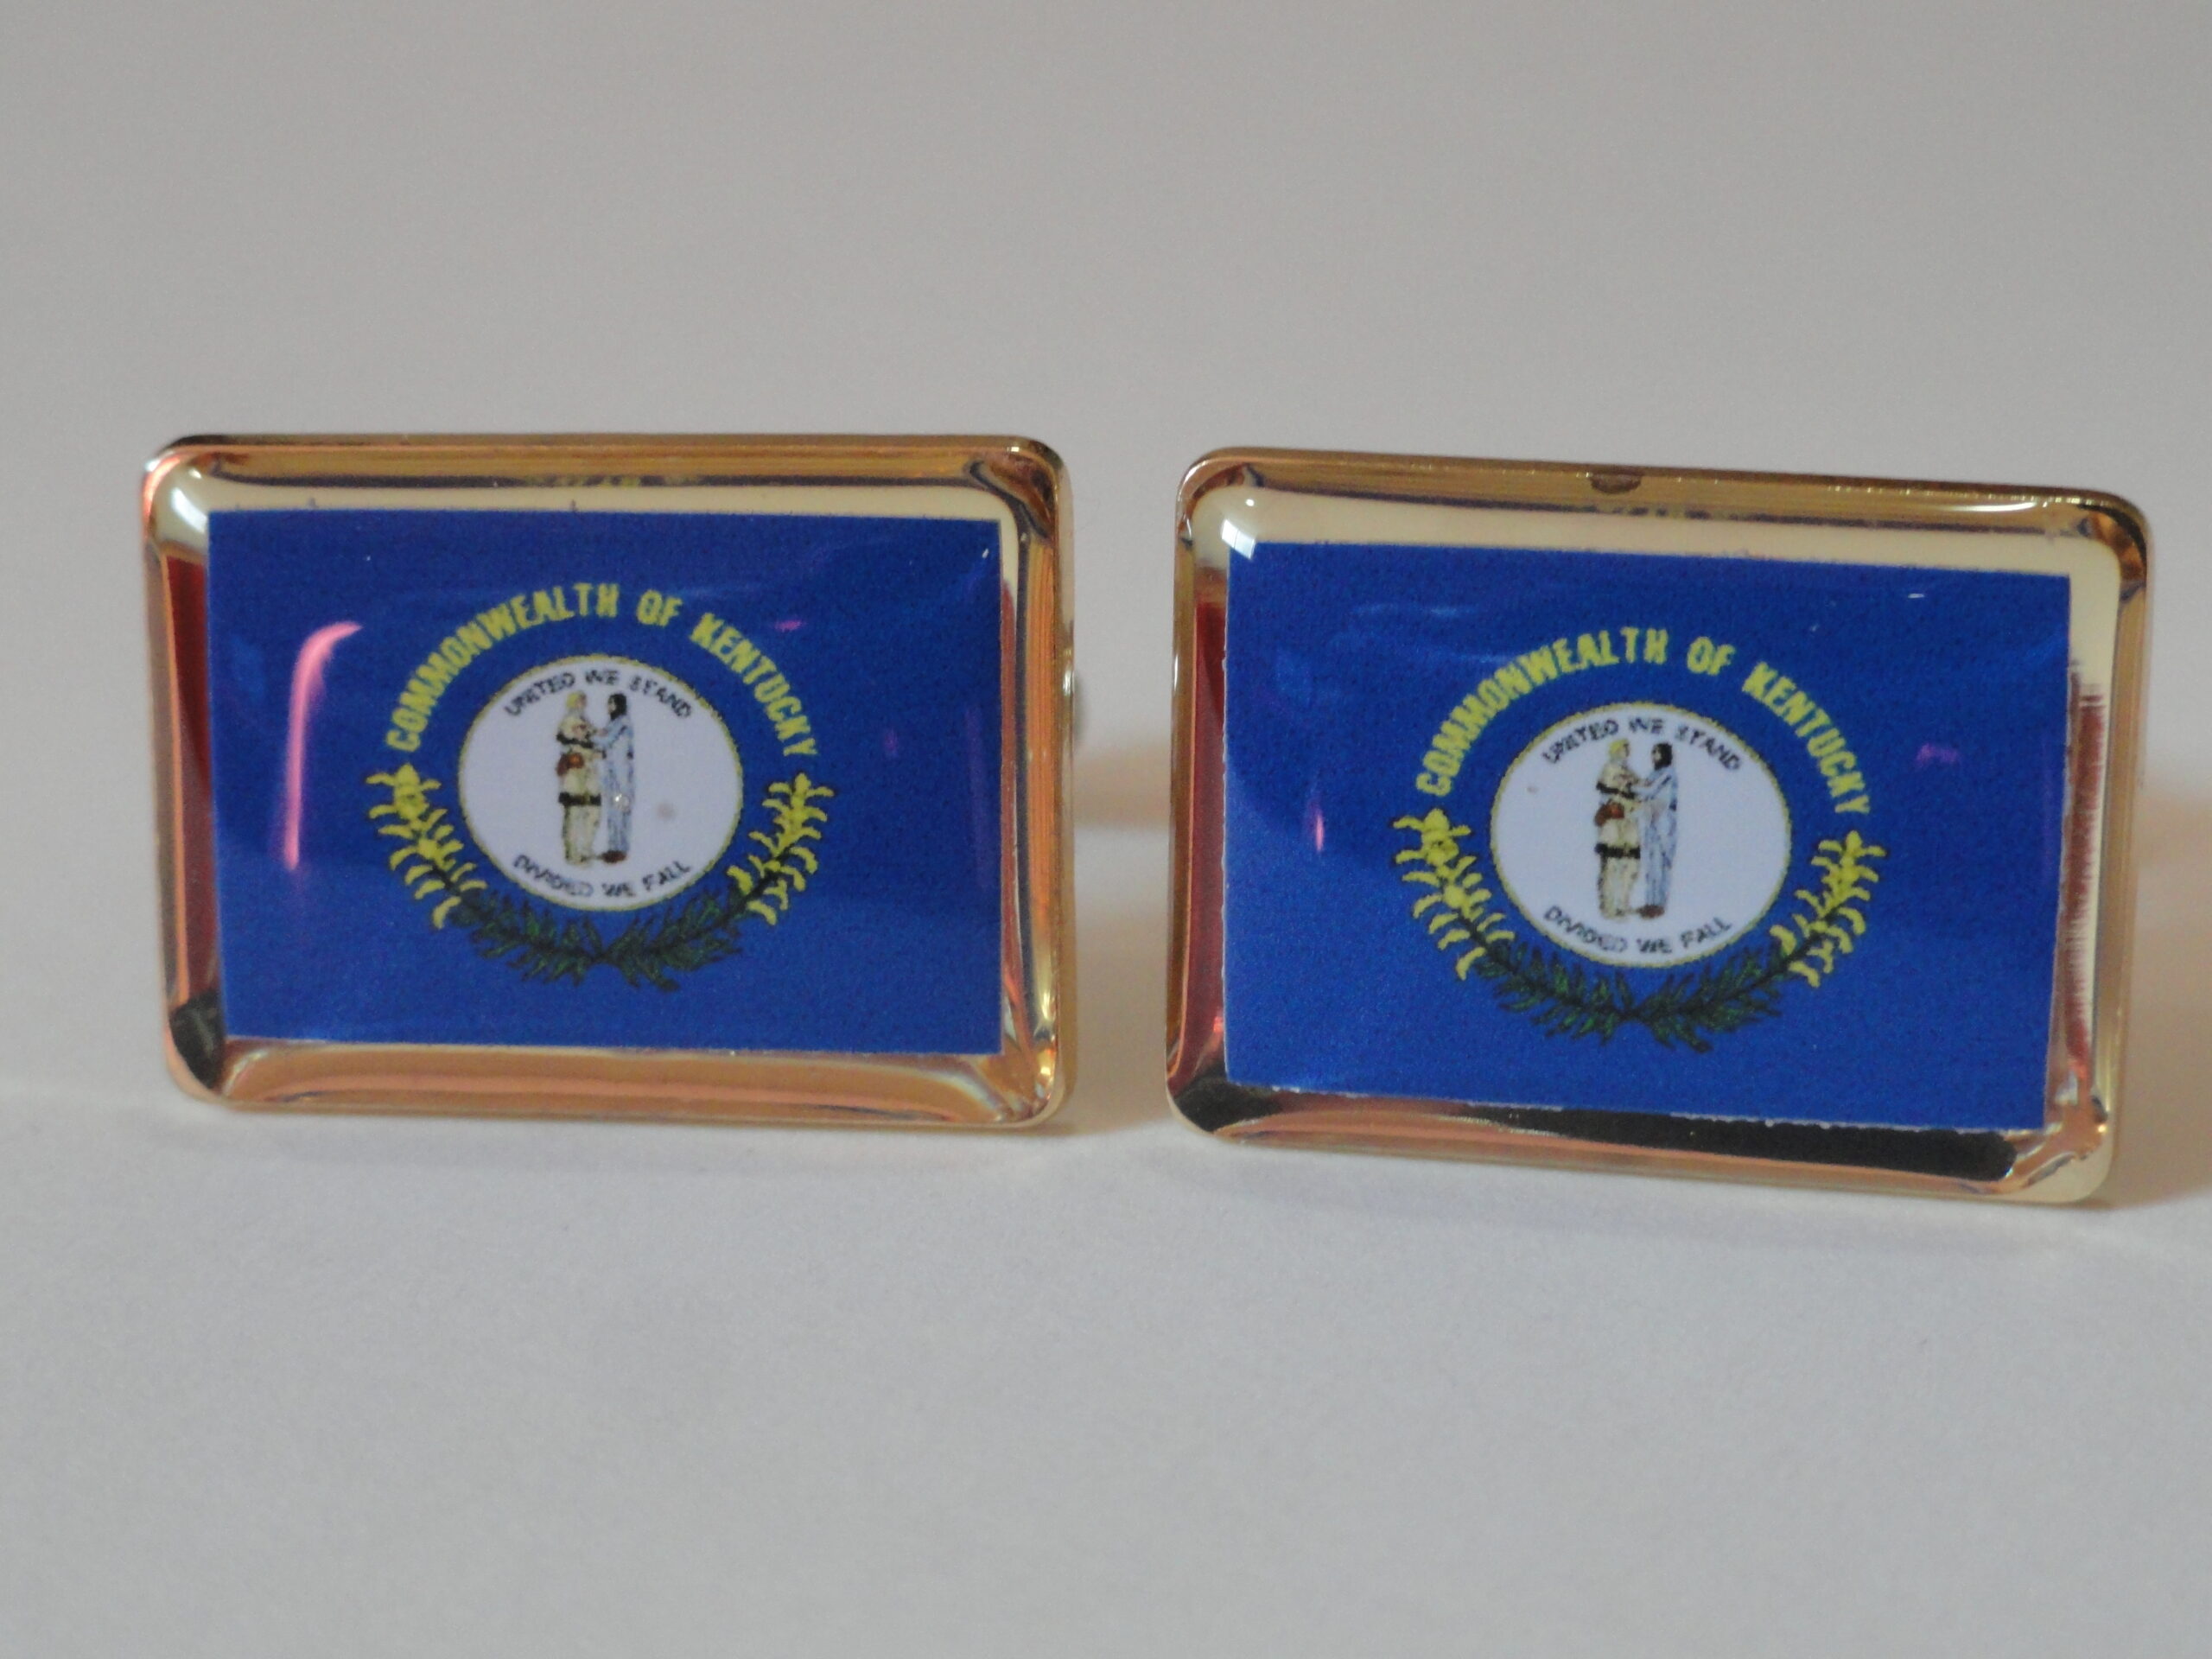 COMMONWEALTH OF KENTUCKY
UNITED WE STAND
DIVIDED WE FALL
COMMONWEALTH OF KENTUCKY
UNITED WE STAND
DIVIDED WE FALL